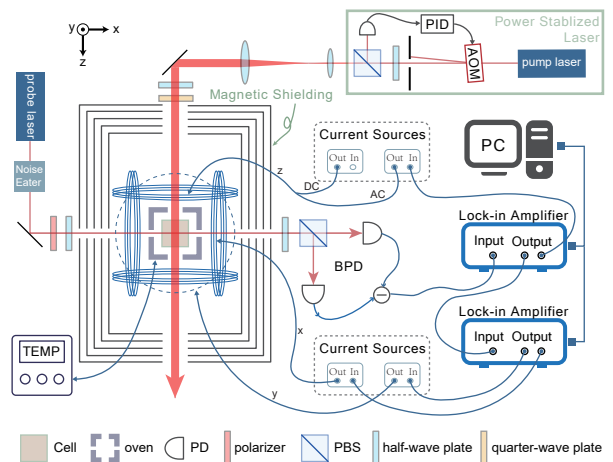 y
x
z
PID
Power Stablized
Laser
AOM
pump laser
probe laser
Noise
Eater
Magnetic Shielding
Current Sources
Out In
Out In
z
DC
AC
PC
Lock-in Amplifier
Input Output
BPD
x
y
Lock-in Amplifier
Input Output
Current Sources
Out In
Out In
TEMP
Cell
oven
PD
polarizer
PBS
half-wave plate
quarter-wave plate